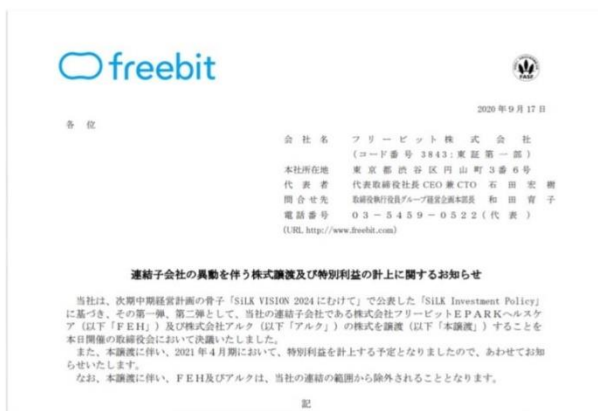 freebit
2020年9月17日
各 位
会 社 名 フ リ ー ビ ッ ト 株 式 会 社
(コード番号 3843:東証第一部)
本社所在地 東京都渋谷区円山町3番6号
代 表 者 代表取締役社長CEO兼CTO 石 田 宏 樹
問合せ先 取締役執行役員グループ経営企画本部長 和 田 育 子
電話番号 03-5459-0522(代 表)
(URL http://www.freebit.com/)
連結子会社の異動を伴う株式譲渡及び特別利益の計上に関するお知らせ
当社は、次期中期経営計画の骨子「SiLK VISION 2024にむけて」で公表した「SiLK Investment Policy」
に基づき、その第一弾、第二弾として、当社の連結子会社である株式会社フリービットEPARKヘルスケ
ア(以下「FEH」)及び株式会社アルク(以下「アルク」)の株式を譲渡(以下「本譲渡」)することを
本日開催の取締役会において決議いたしました。
また、本譲渡に伴い、2021年4月期において、特別利益を計上する予定となりましたので、あわせてお知
らせいたします。
なお、本譲渡に伴い、FEH及びアルクは、当社の連結の範囲から除外されることとなります。
記